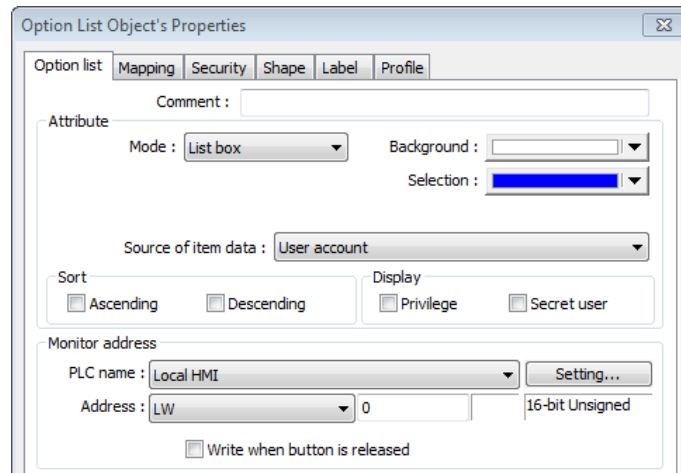 Option List Object's Properties
Option list Mapping Security Shape Label Profile
Comment :
Attribute
Mode : List box Background :
Selection :
Source of item data : User account
Sort Display
Ascending Descending Privilege Secret user
Monitor address
PLC name : Local HMI Setting...
Address : LW 0 16-bit Unsigned
Write when button is released